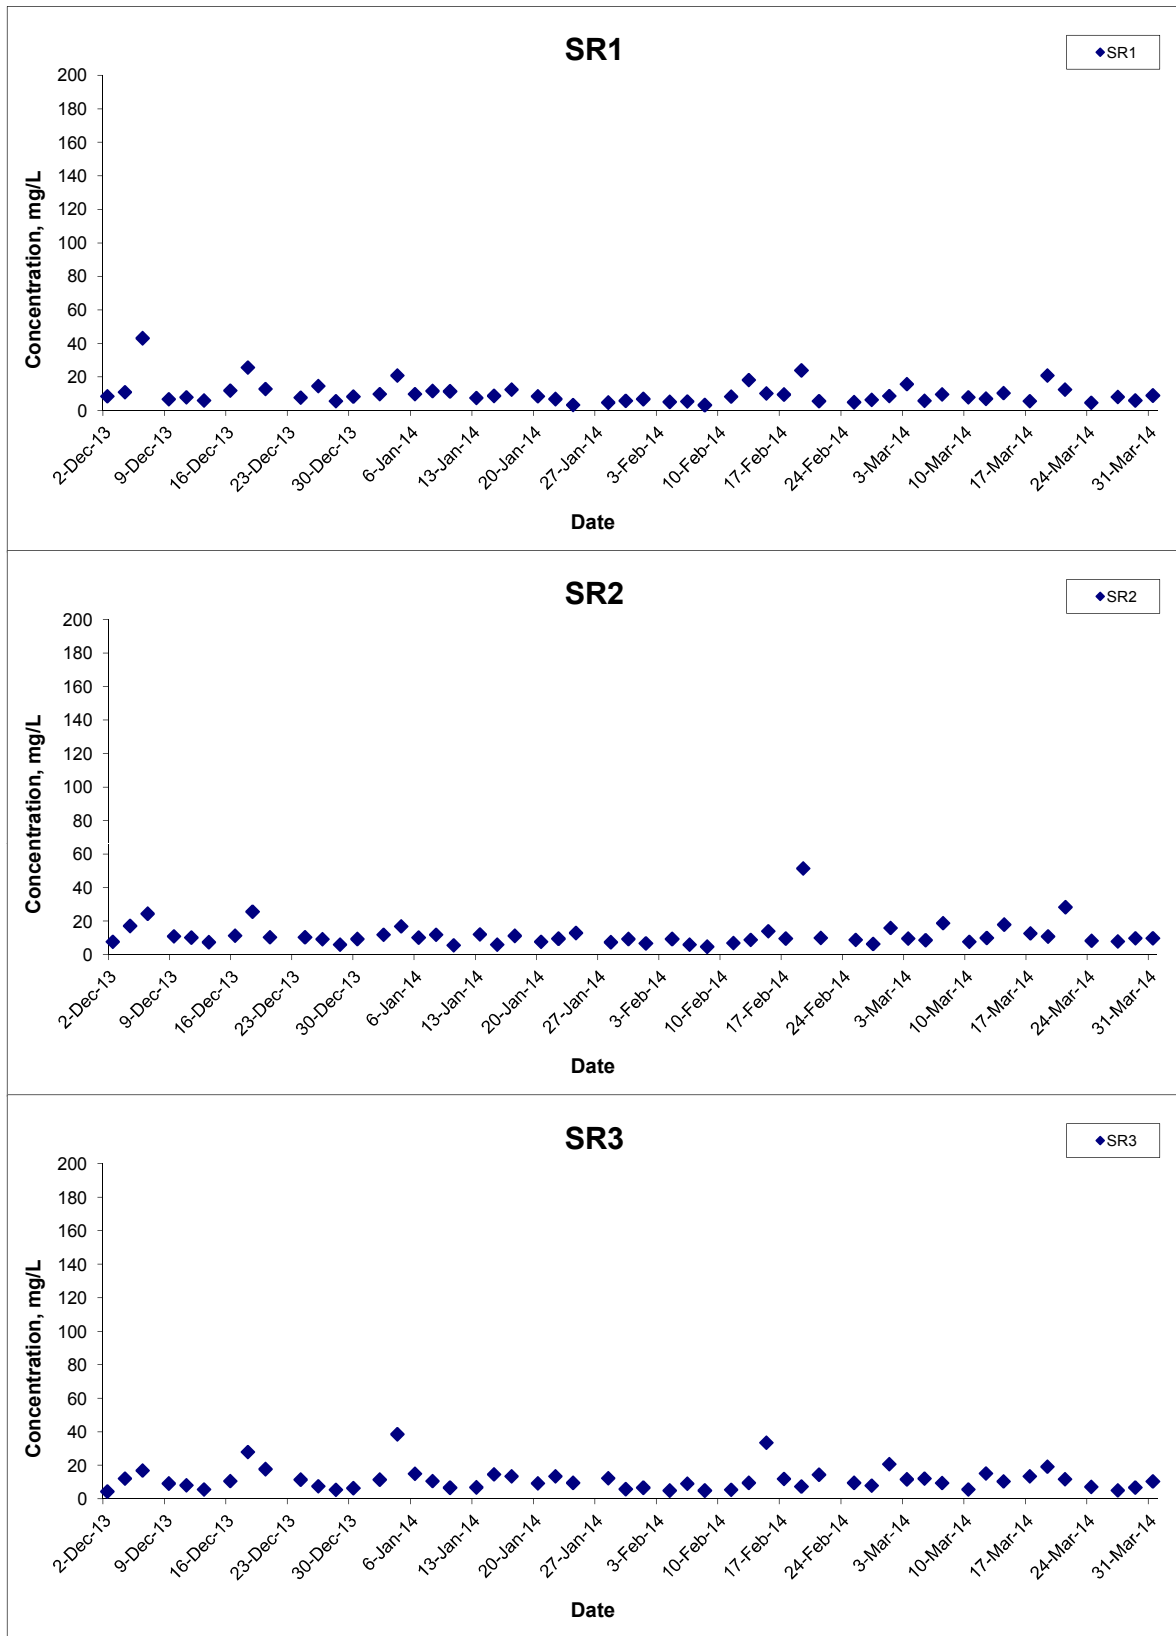 SR1
SR1
200
180
160
140
120
100
80
60
40
20
0
Concentration, mg/L
2-Dec-13
9-Dec-13
16-Dec-13
23-Dec-13
30-Dec-13
6-Jan-14
13-Jan-14
20-Jan-14
27-Jan-14
3-Feb-14
10-Feb-14
17-Feb-14
24-Feb-14
3-Mar-14
10-Mar-14
17-Mar-14
24-Mar-14
31-Mar-14
Date
SR2
SR2
200
180
160
140
120
100
80
60
40
20
0
Concentration, mg/L
2-Dec-13
9-Dec-13
16-Dec-13
23-Dec-13
30-Dec-13
6-Jan-14
13-Jan-14
20-Jan-14
27-Jan-14
3-Feb-14
10-Feb-14
17-Feb-14
24-Feb-14
3-Mar-14
10-Mar-14
17-Mar-14
24-Mar-14
31-Mar-14
Date
SR3
SR3
200
180
160
140
120
100
80
60
40
20
0
Concentration, mg/L
2-Dec-13
9-Dec-13
16-Dec-13
23-Dec-13
30-Dec-13
6-Jan-14
13-Jan-14
20-Jan-14
27-Jan-14
3-Feb-14
10-Feb-14
17-Feb-14
24-Feb-14
3-Mar-14
10-Mar-14
17-Mar-14
24-Mar-14
31-Mar-14
Date